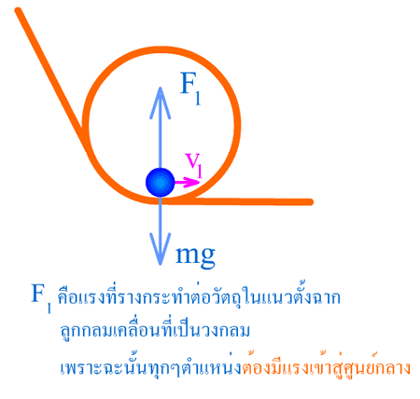 F1
v1
mg
F1 คือแรงที่รางกระทำต่อวัตถุในแนวตั้งฉาก
ลูกกลมเคลื่อนที่เป็นวงกลม
เพราะฉะนั้นทุกๆตำแหน่งต้องมีแรงเข้าสู่ศูนย์กลาง